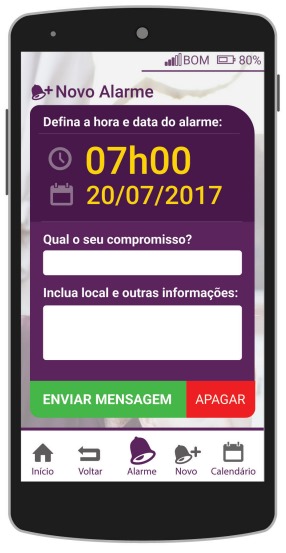 BOM 80%
Novo Alarme
Defina a hora e data do alarme:
07h00
20/07/2017
Qual o seu compromisso?
Inclua local e outras informações:
ENVIAR MENSAGEM APAGAR
Início Voltar Alarme Novo Calendário